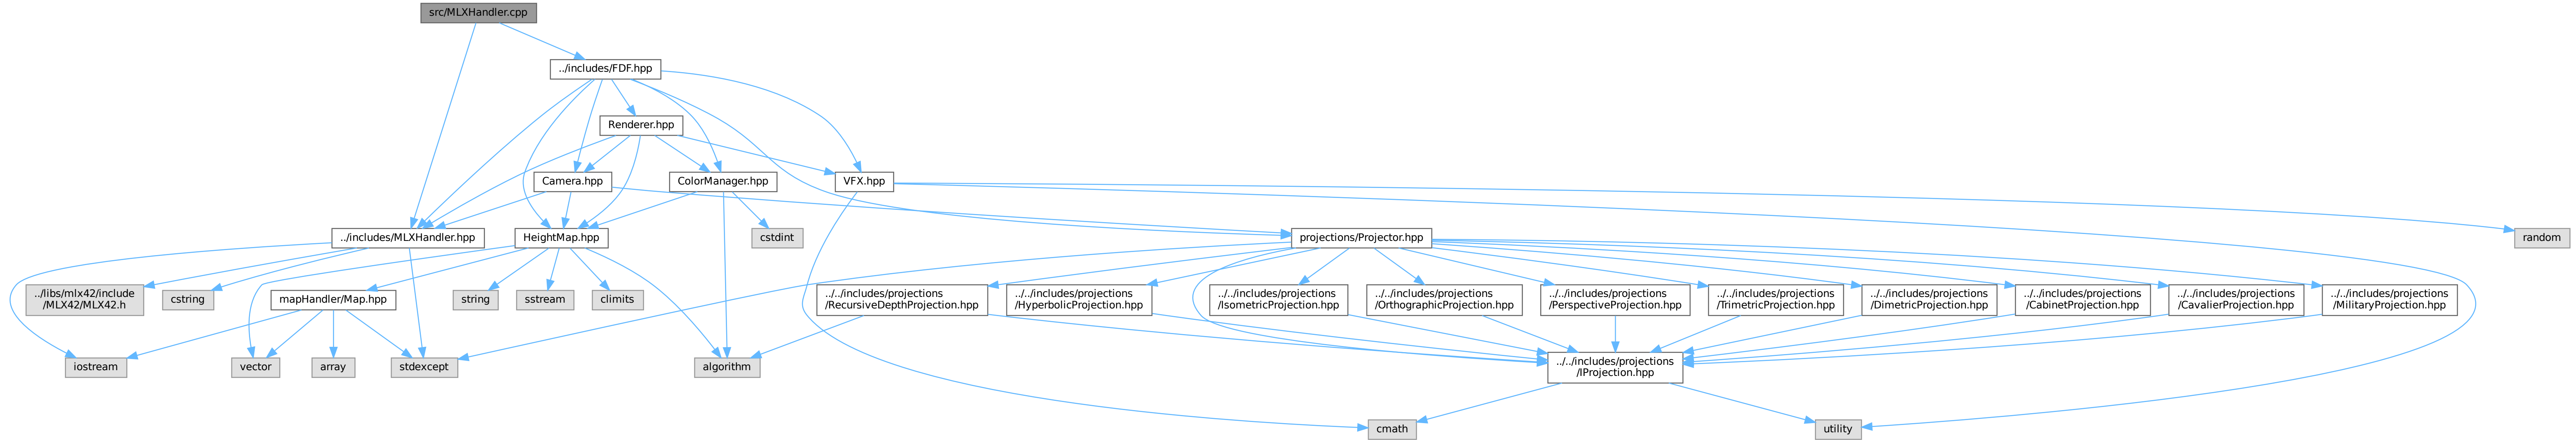 src/MLXHandler.cpp
../includes/FDF.hpp
Renderer.hpp
Camera.hpp
ColorManager.hpp
VFX.hpp
../includes/MLXHandler.hpp
HeightMap.hpp
cstdint
projections/Projector.hpp
random
../libs/mlx42/include
/MLX42/MLX42.h
cstring
mapHandler/Map.hpp
string
sstream
climits
../../includes/projections
/RecursiveDepthProjection.hpp
../../includes/projections
/HyperbolicProjection.hpp
../../includes/projections
/IsometricProjection.hpp
../../includes/projections
/OrthographicProjection.hpp
../../includes/projections
/PerspectiveProjection.hpp
../../includes/projections
/TrimetricProjection.hpp
../../includes/projections
/DimetricProjection.hpp
../../includes/projections
/CabinetProjection.hpp
../../includes/projections
/CavalierProjection.hpp
../../includes/projections
/MilitaryProjection.hpp
iostream
vector
array
stdexcept
algorithm
../../includes/projections
/IProjection.hpp
cmath
utility